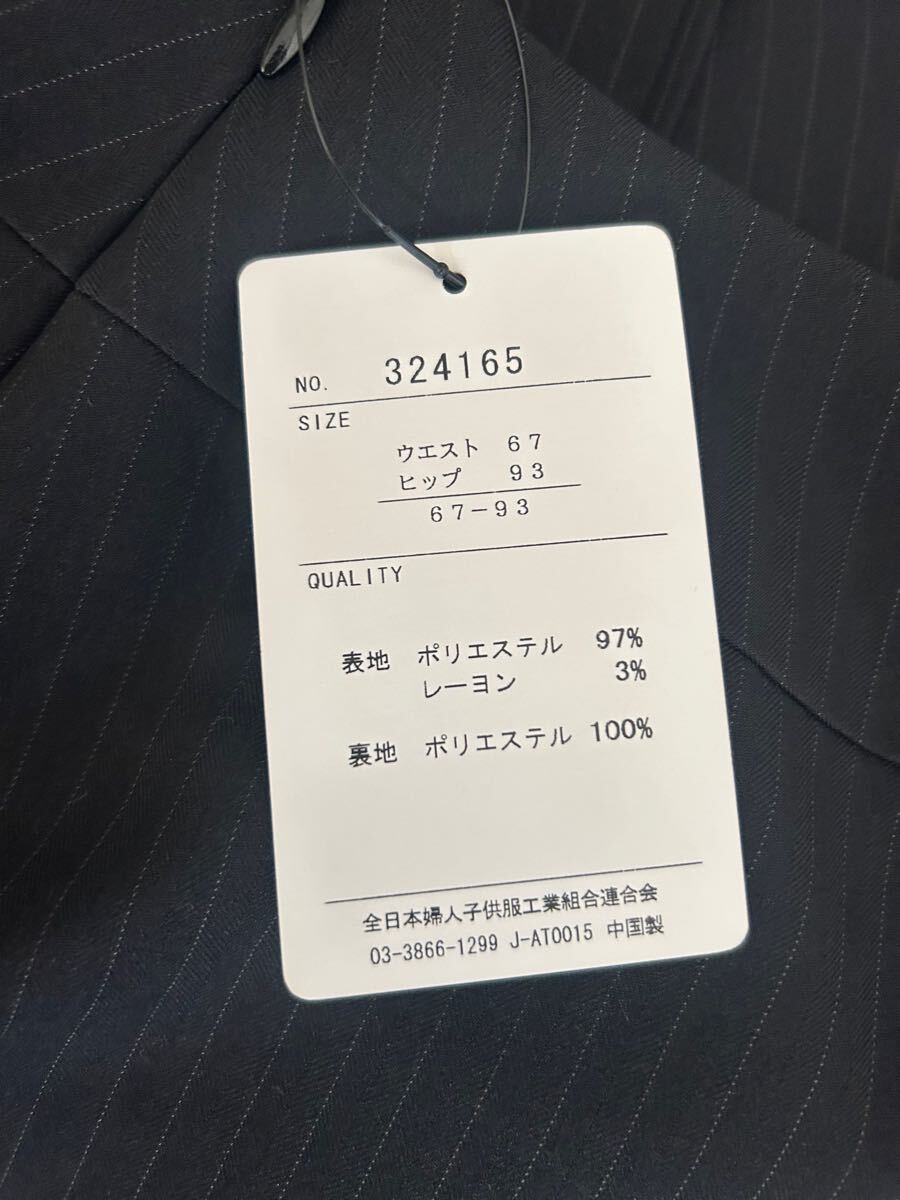 NO. 324165
SIZE
ウエスト 67
ヒップ 93
67-93
QUALITY
表地 ポリエステル 97%
レーヨン 3%
裏地 ポリエステル 100%
全日本婦人子供服工業組合連合会
03-3866-1299 J-AT0015 中国製